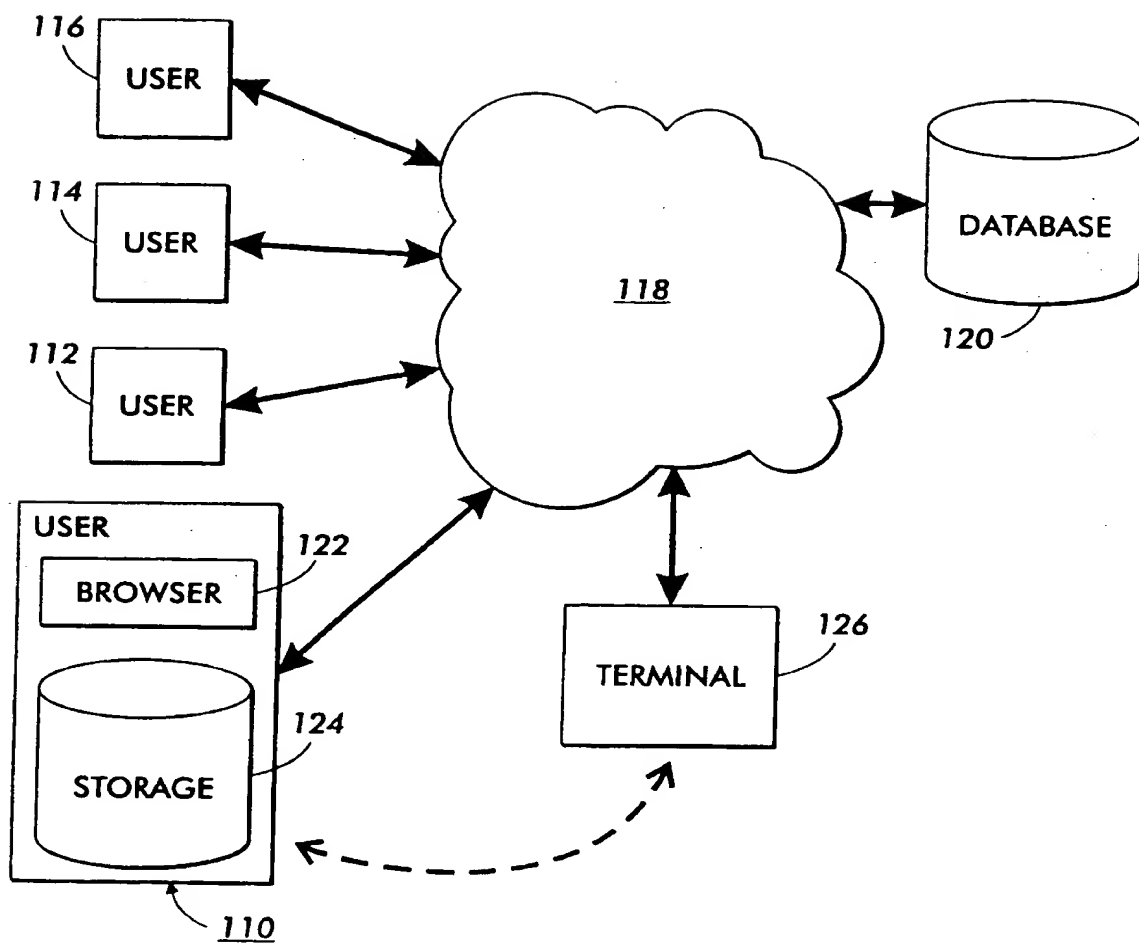 116
USER
114
USER
118
DATABASE
120
112
USER
USER
122
BROWSER
126
TERMINAL
124
STORAGE
110